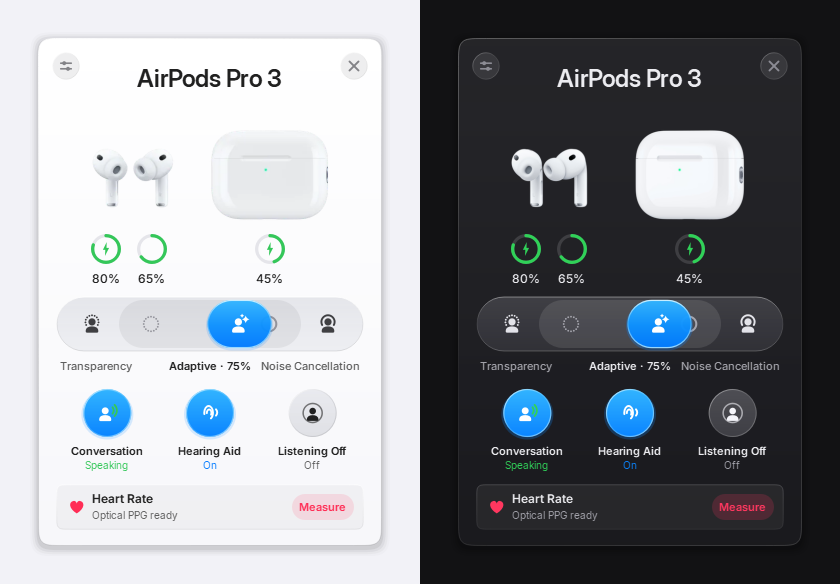 AirPods Pro 3
80% 65% 45%
Transparency Adaptive · 75% Noise Cancellation
Conversation Hearing Aid Listening Off
Speaking On Off
Heart Rate
Optical PPG ready
Measure
AirPods Pro 3
80% 65% 45%
Transparency Adaptive · 75% Noise Cancellation
Conversation Hearing Aid Listening Off
Speaking On Off
Heart Rate
Optical PPG ready
Measure